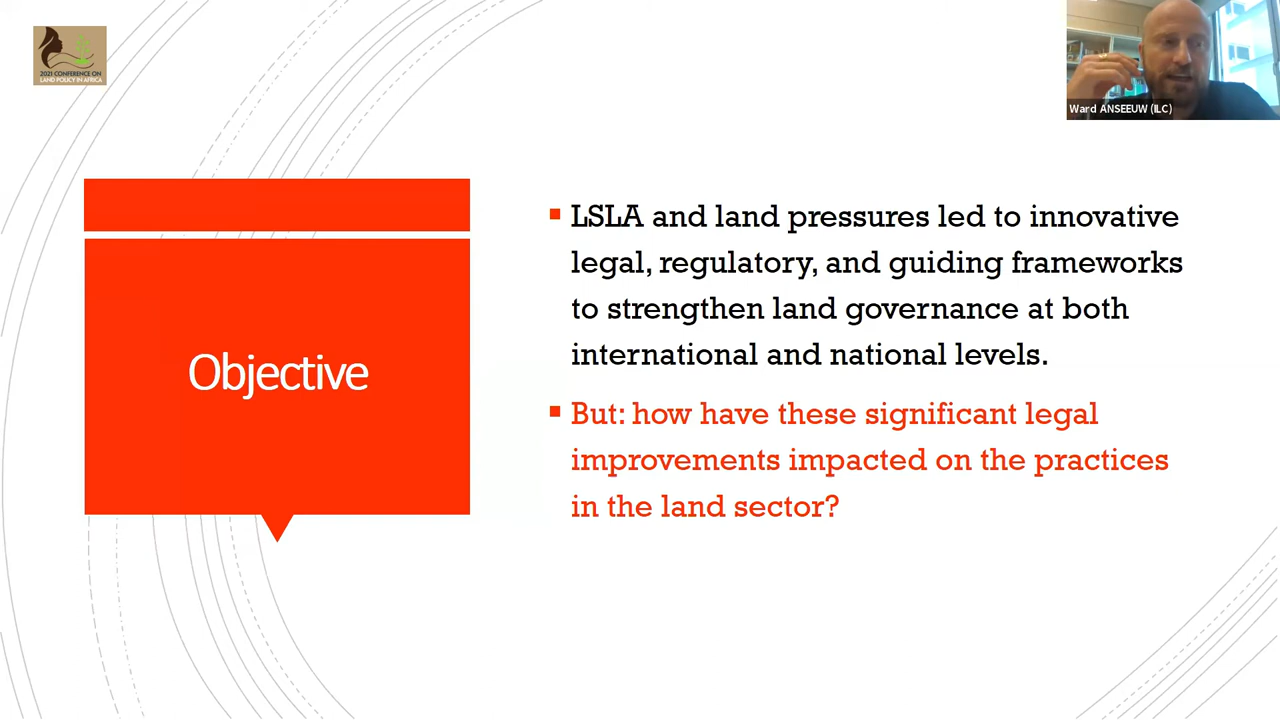 2021 CONFERENCE ON
LAND POLICY IN AFRICA
Ward ANSEEUW (ILC)
Objective
▪ LSLA and land pressures led to innovative
legal, regulatory, and guiding frameworks
to strengthen land governance at both
international and national levels.
▪ But: how have these significant legal
improvements impacted on the practices
in the land sector?